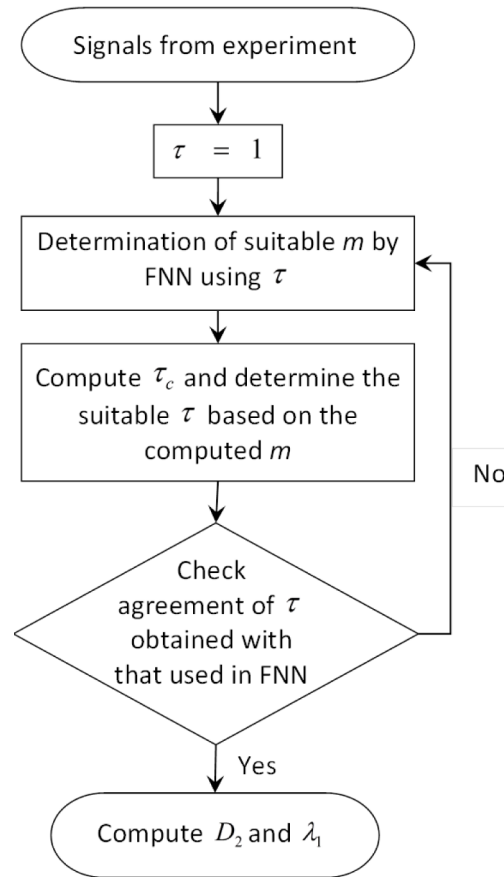 Signals from experiment
τ = 1
Determination of suitable m by
FNN using τ
Compute τc and determine the
suitable τ based on the
computed m
No
Check
agreement of τ
obtained with
that used in FNN
Yes
Compute D2 and λ1